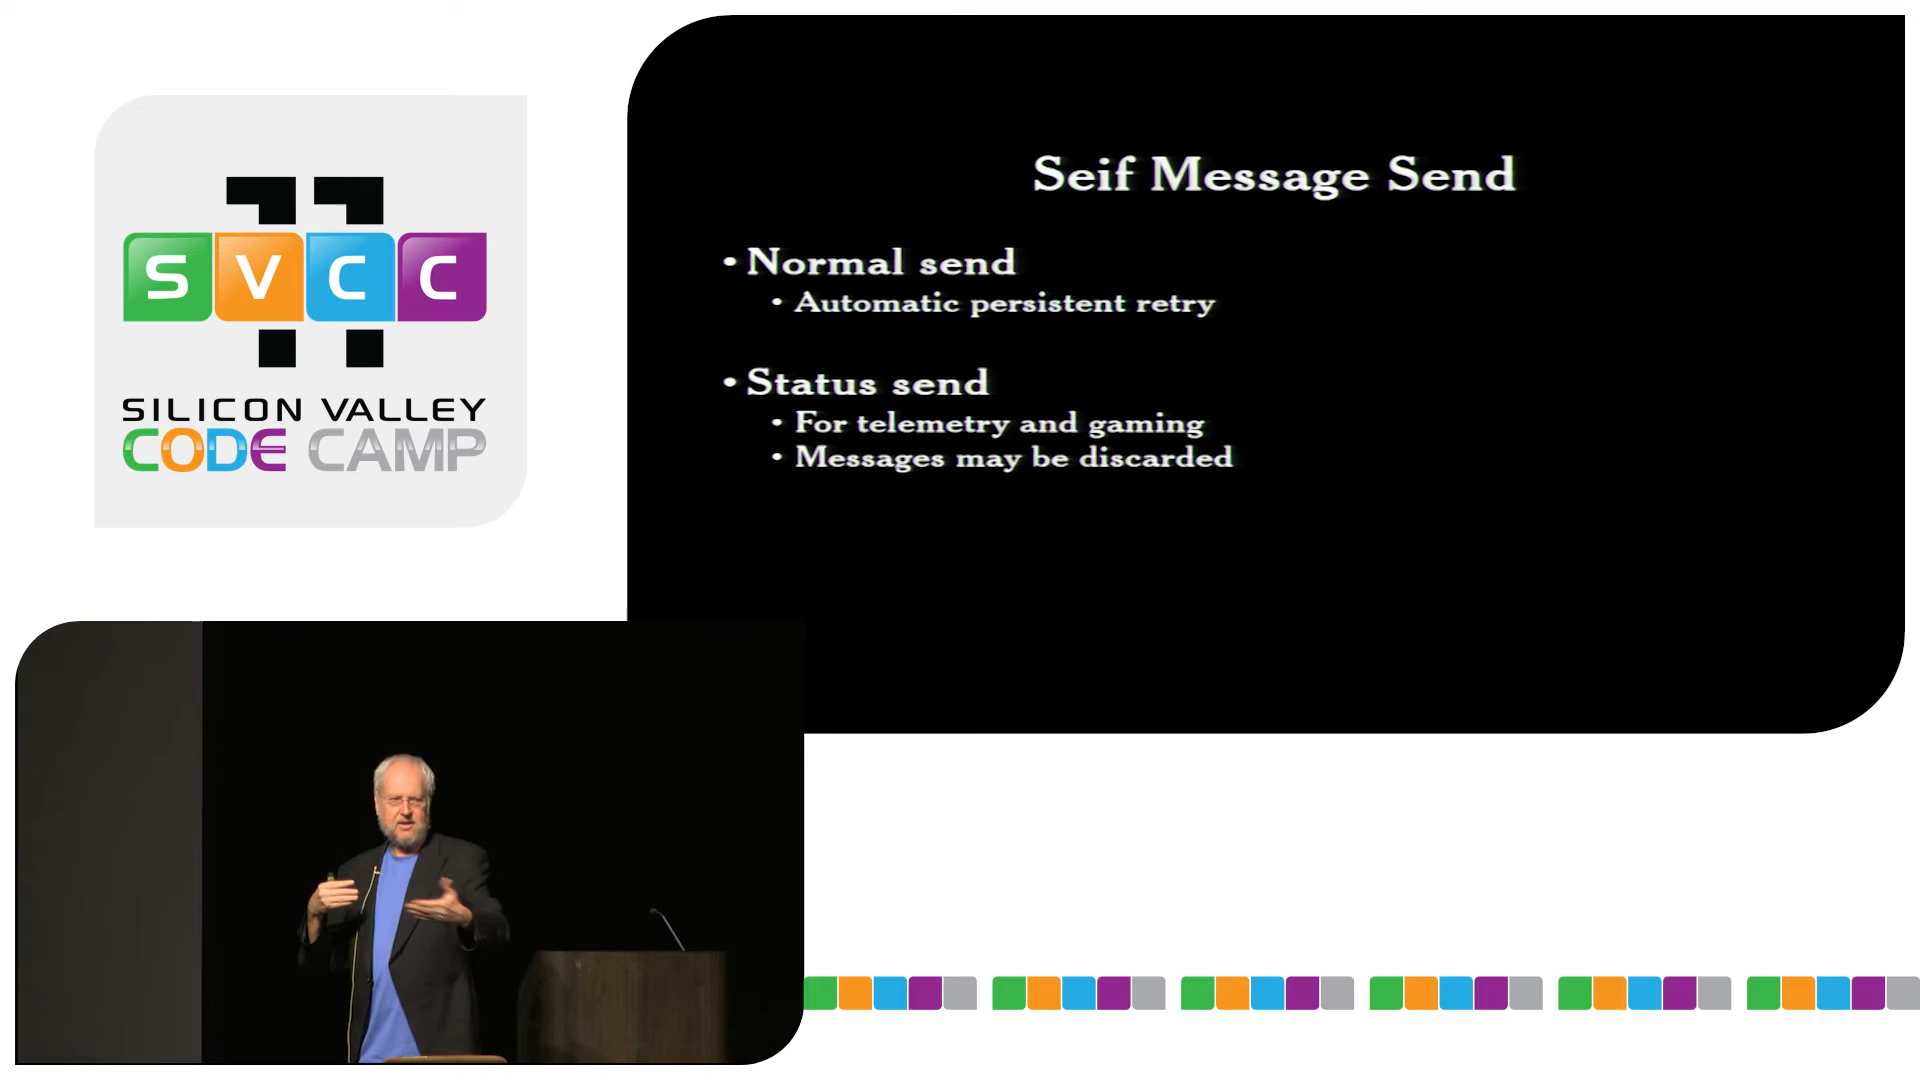 SVCC
SILICON VALLEY
CODE CAMP
Seif Message Send
• Normal send
• Automatic persistent retry
• Status send
• For telemetry and gaming
• Messages may be discarded